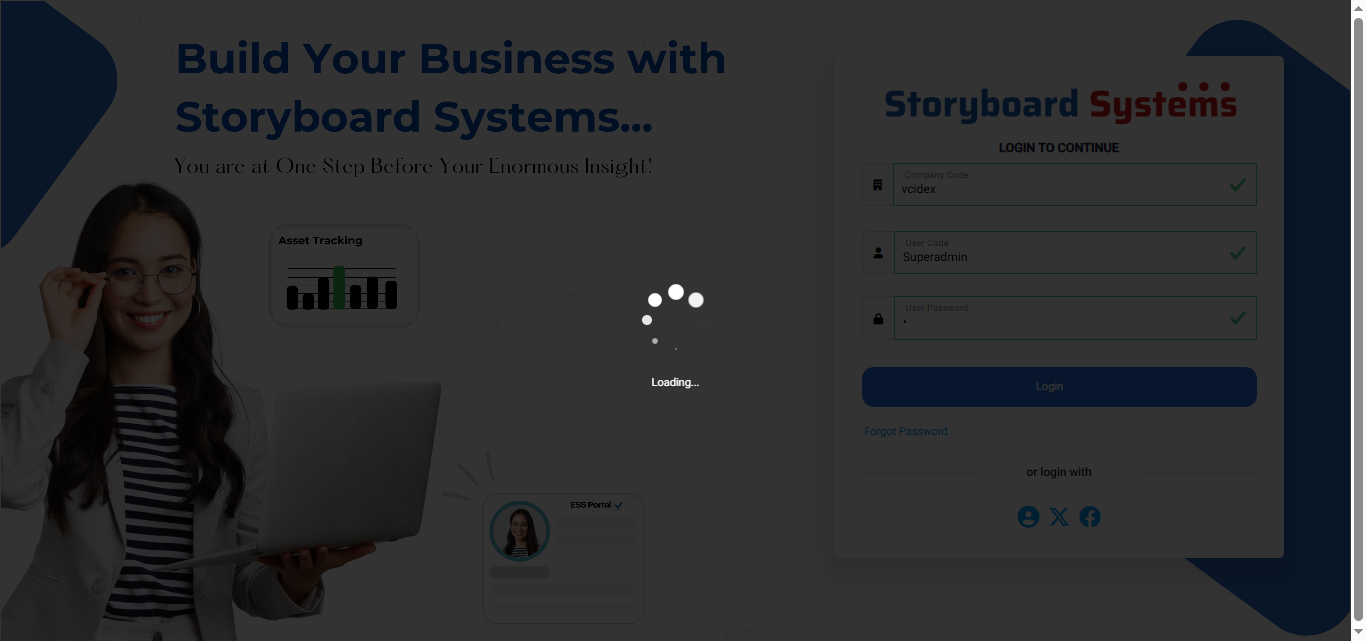 Build Your Business with
Storyboard Systems...
You are at One Step Before Your Enormous Insight!
Asset Tracking
ESS Portal
Loading...
Storyboard Systems
LOGIN TO CONTINUE
Company Code
vcidex
User Code
Superadmin
User Password
•
Login
Forgot Password
or login with